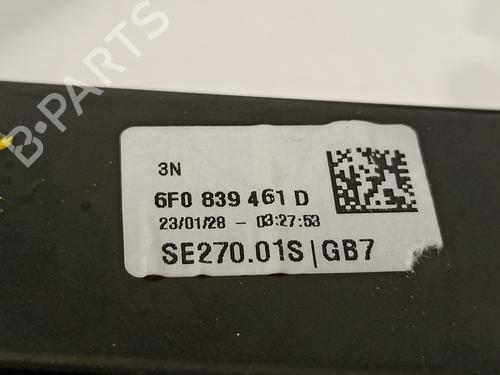 B-PARTS
3N
6F0 839 461 D
23/01/28 - 03:27:53
SE270.01S|GB7